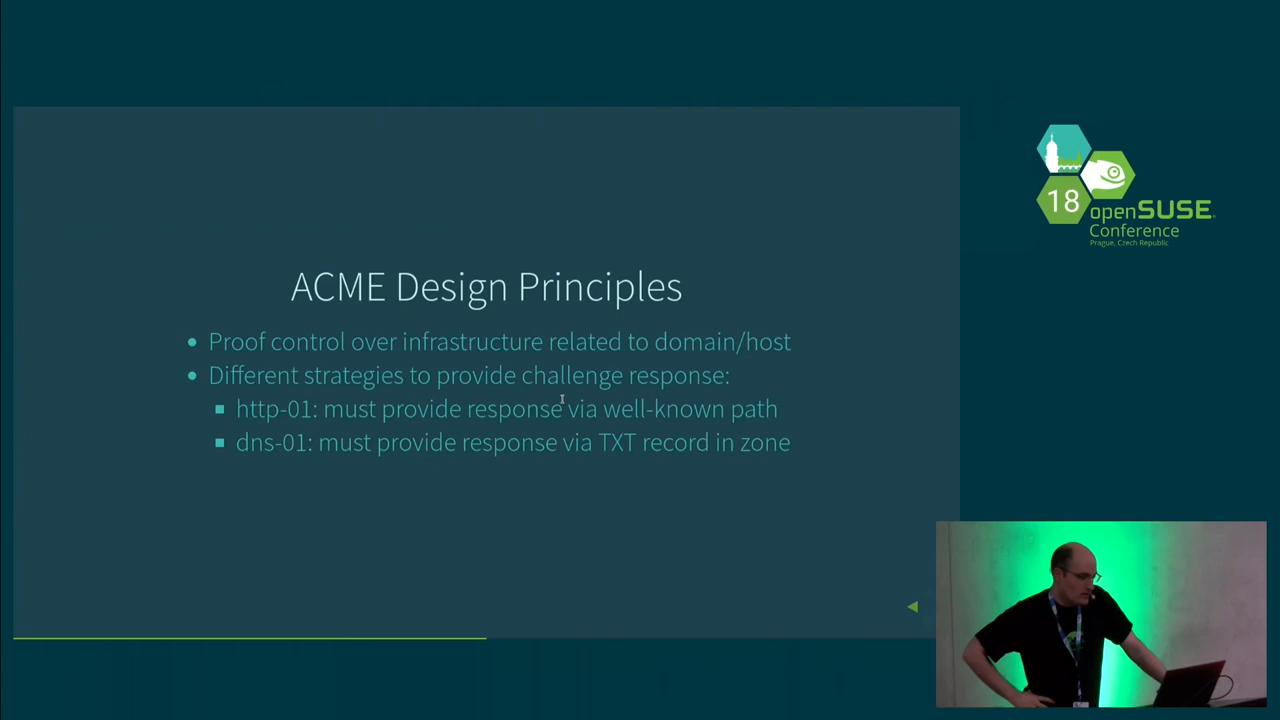 ACME Design Principles
Proof control over infrastructure related to domain/host
Different strategies to provide challenge response:
http-01: must provide response via well-known path
dns-01: must provide response via TXT record in zone
18
openSUSE
Conference
Prague, Czech Republic